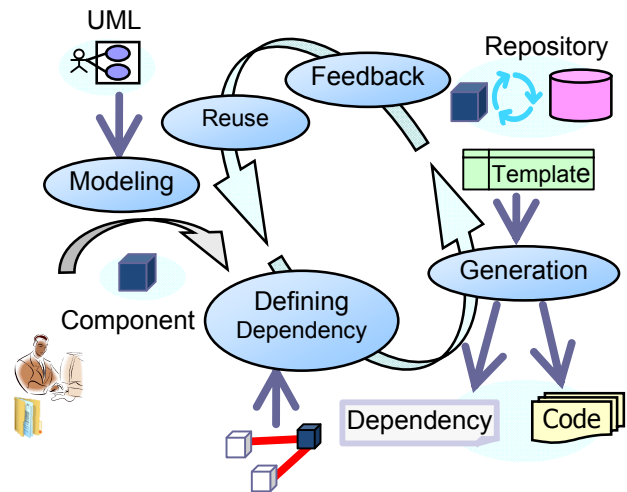 UML
Repository
Feedback
Reuse
Template
Modeling
Generation
Defining
Dependency
Component
Dependency
Code